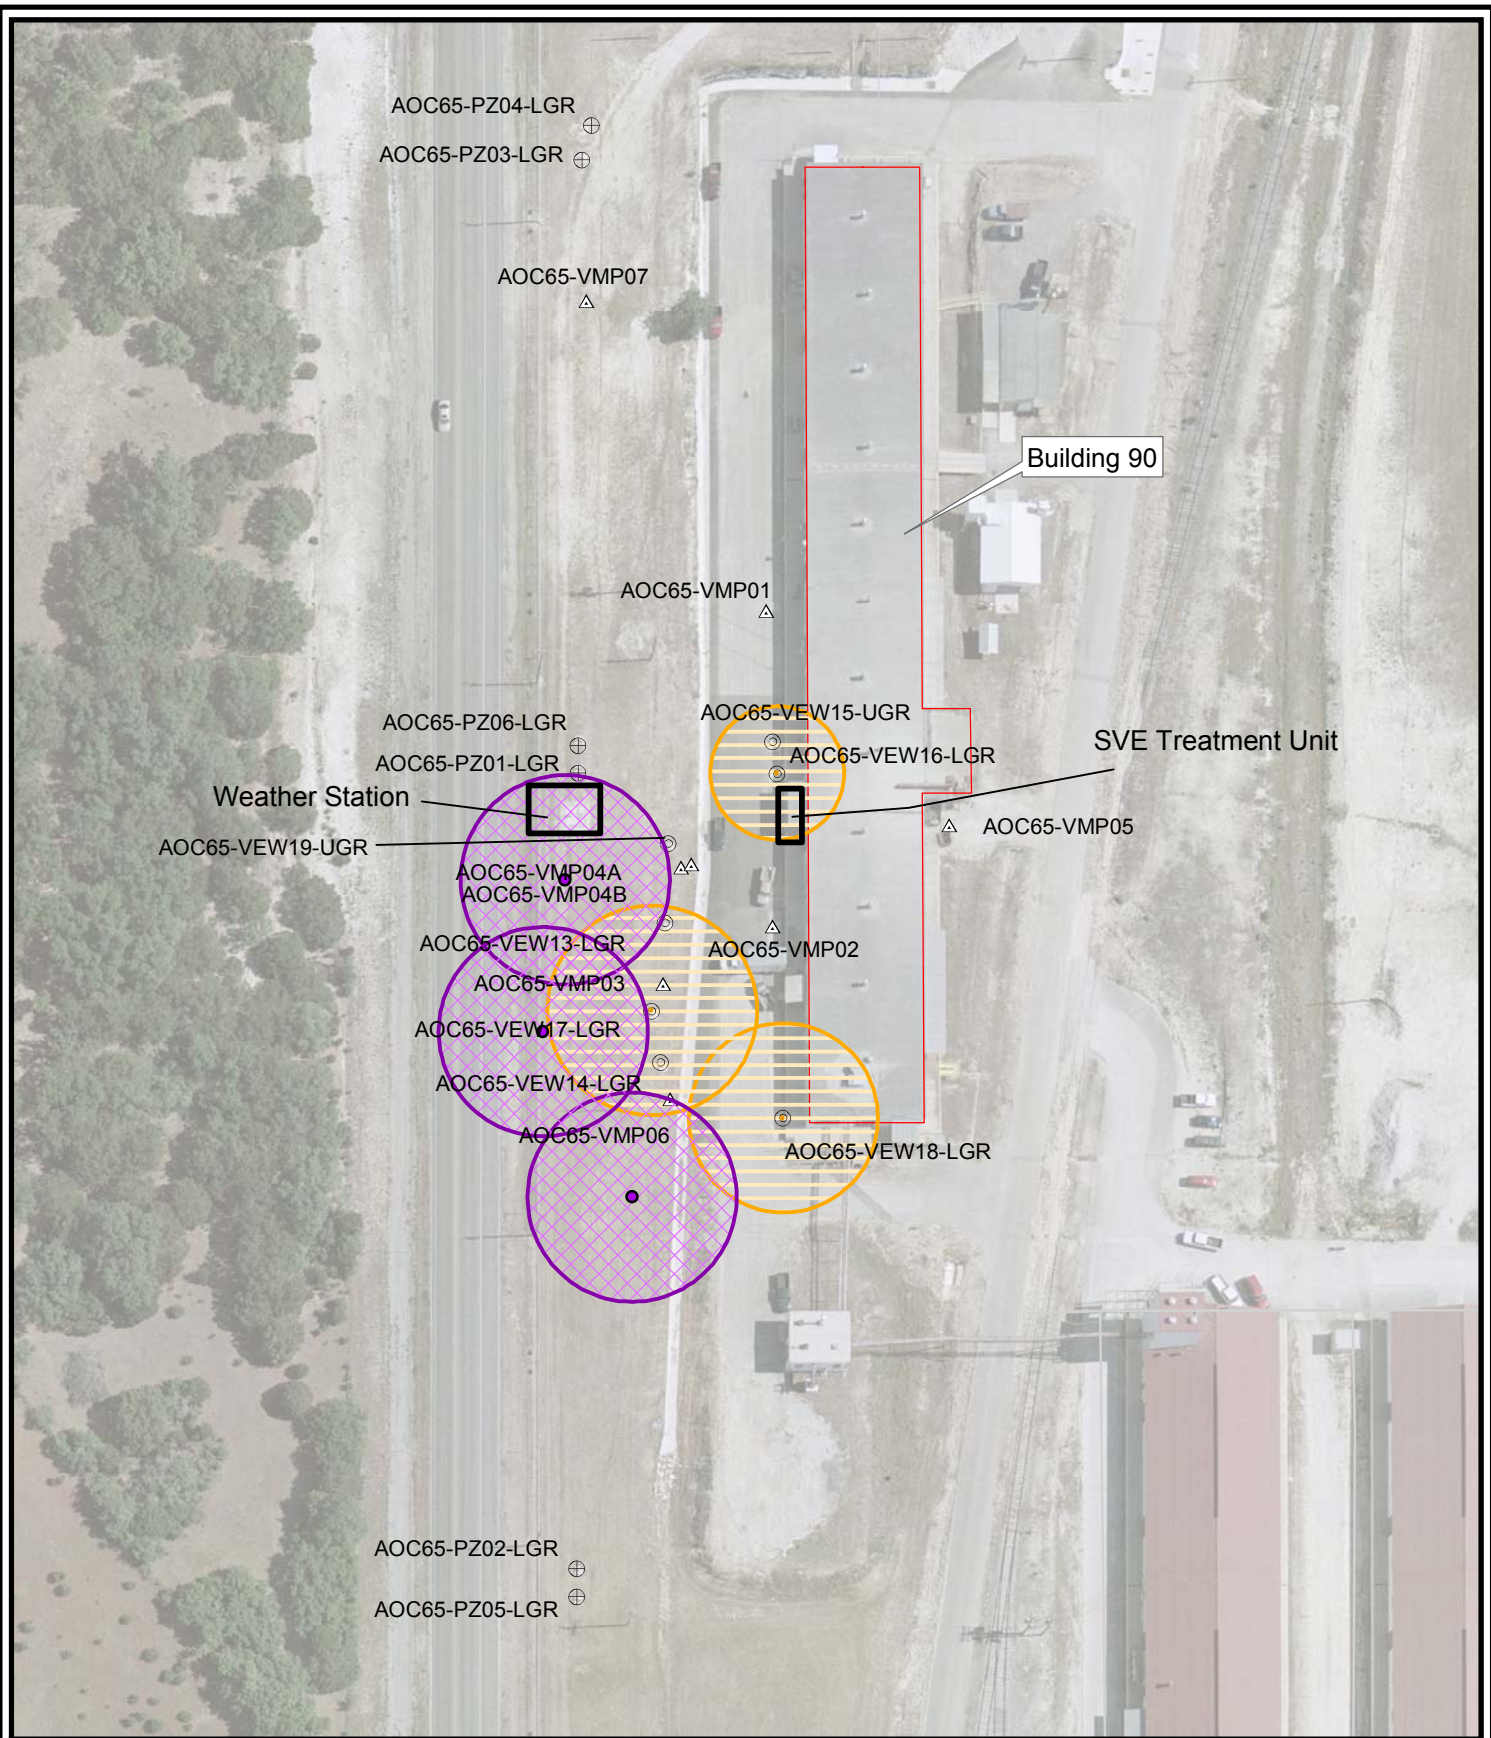 AOC65-PZ04-LGR
AOC65-PZ03-LGR
AOC65-VMP07
Building 90
AOC65-VMP01
AOC65-VEW15-UGR
AOC65-PZ06-LGR
SVE Treatment Unit
AOC65-VEW16-LGR
AOC65-PZ01-LGR
Weather Station
AOC65-VMP05
AOC65-VEW19-UGR
AOC65-VMP04A
AOC65-VMP04B
AOC65-VEW13-LGR
AOC65-VMP02
AOC65-VMP03
AOC65-VEW17-LGR
AOC65-VEW14-LGR
AOC65-VMP06
AOC65-VEW18-LGR
AOC65-PZ02-LGR
AOC65-PZ05-LGR